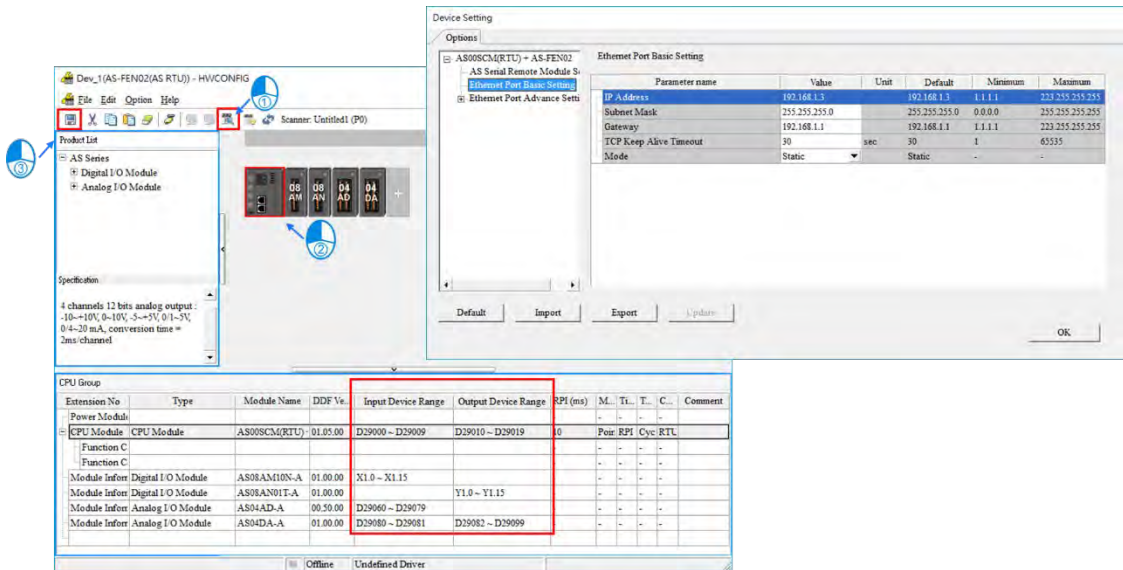 Device Setting
Options
AS00SCM(RTU) + AS-FEN02
AS Serial Remote Module S
Ethernet Port Basic Setting
Ethernet Port Advance Setti
Ethernet Port Basic Setting
Parameter name Value Unit Default Minimum Maximum
IP Address 192.168.1.3 192.168.1.3 1.1.1.1 223.255.255.255
Subnet Mask 255.255.255.0 255.255.255.0 0.0.0.0 255.255.255.255
Gateway 192.168.1.1 192.168.1.1 1.1.1.1 223.255.255.255
TCP Keep Alive Timeout 30 sec 30 1 65535
Mode Static Static - -
Default Import Export Update
OK
Dev_1(AS-FEN02(AS RTU)) - HWCONFIG
①
File Edit Option Help
Scanner: Untitled1 (P0)
③
Product List
AS Series
Digital I/O Module
Analog I/O Module
08 AM
08 AN
04 AD
04 DA
+
②
Specification
4 channels 12 bits analog output :
-10~+10V, 0~10V, -5~+5V, 0/1~5V,
0/4~20 mA, conversion time =
2ms/channel
CPU Group
Extension No Type Module Name DDF Ve.. Input Device Range Output Device Range RPI (ms) M... Ti... T... C... Comment
Power Module - - - -
CPU Module CPU Module AS00SCM(RTU)- 01.05.00 D29000 ~ D29009 D29010 ~ D29019 10 Poir RPI Cyc RTU
Function C - - - -
Function C - - - -
Module Inforr Digital I/O Module AS08AM10N-A 01.00.00 X1.0 ~ X1.15 - - - -
Module Inforr Digital I/O Module AS08AN01T-A 01.00.00 Y1.0 ~ Y1.15 - - - -
Module Inforr Analog I/O Module AS04AD-A 00.50.00 D29060 ~ D29079 - - - -
Module Inforr Analog I/O Module AS04DA-A 01.00.00 D29080 ~ D29081 D29082 ~ D29099 - - - -
Offline Undefined Driver